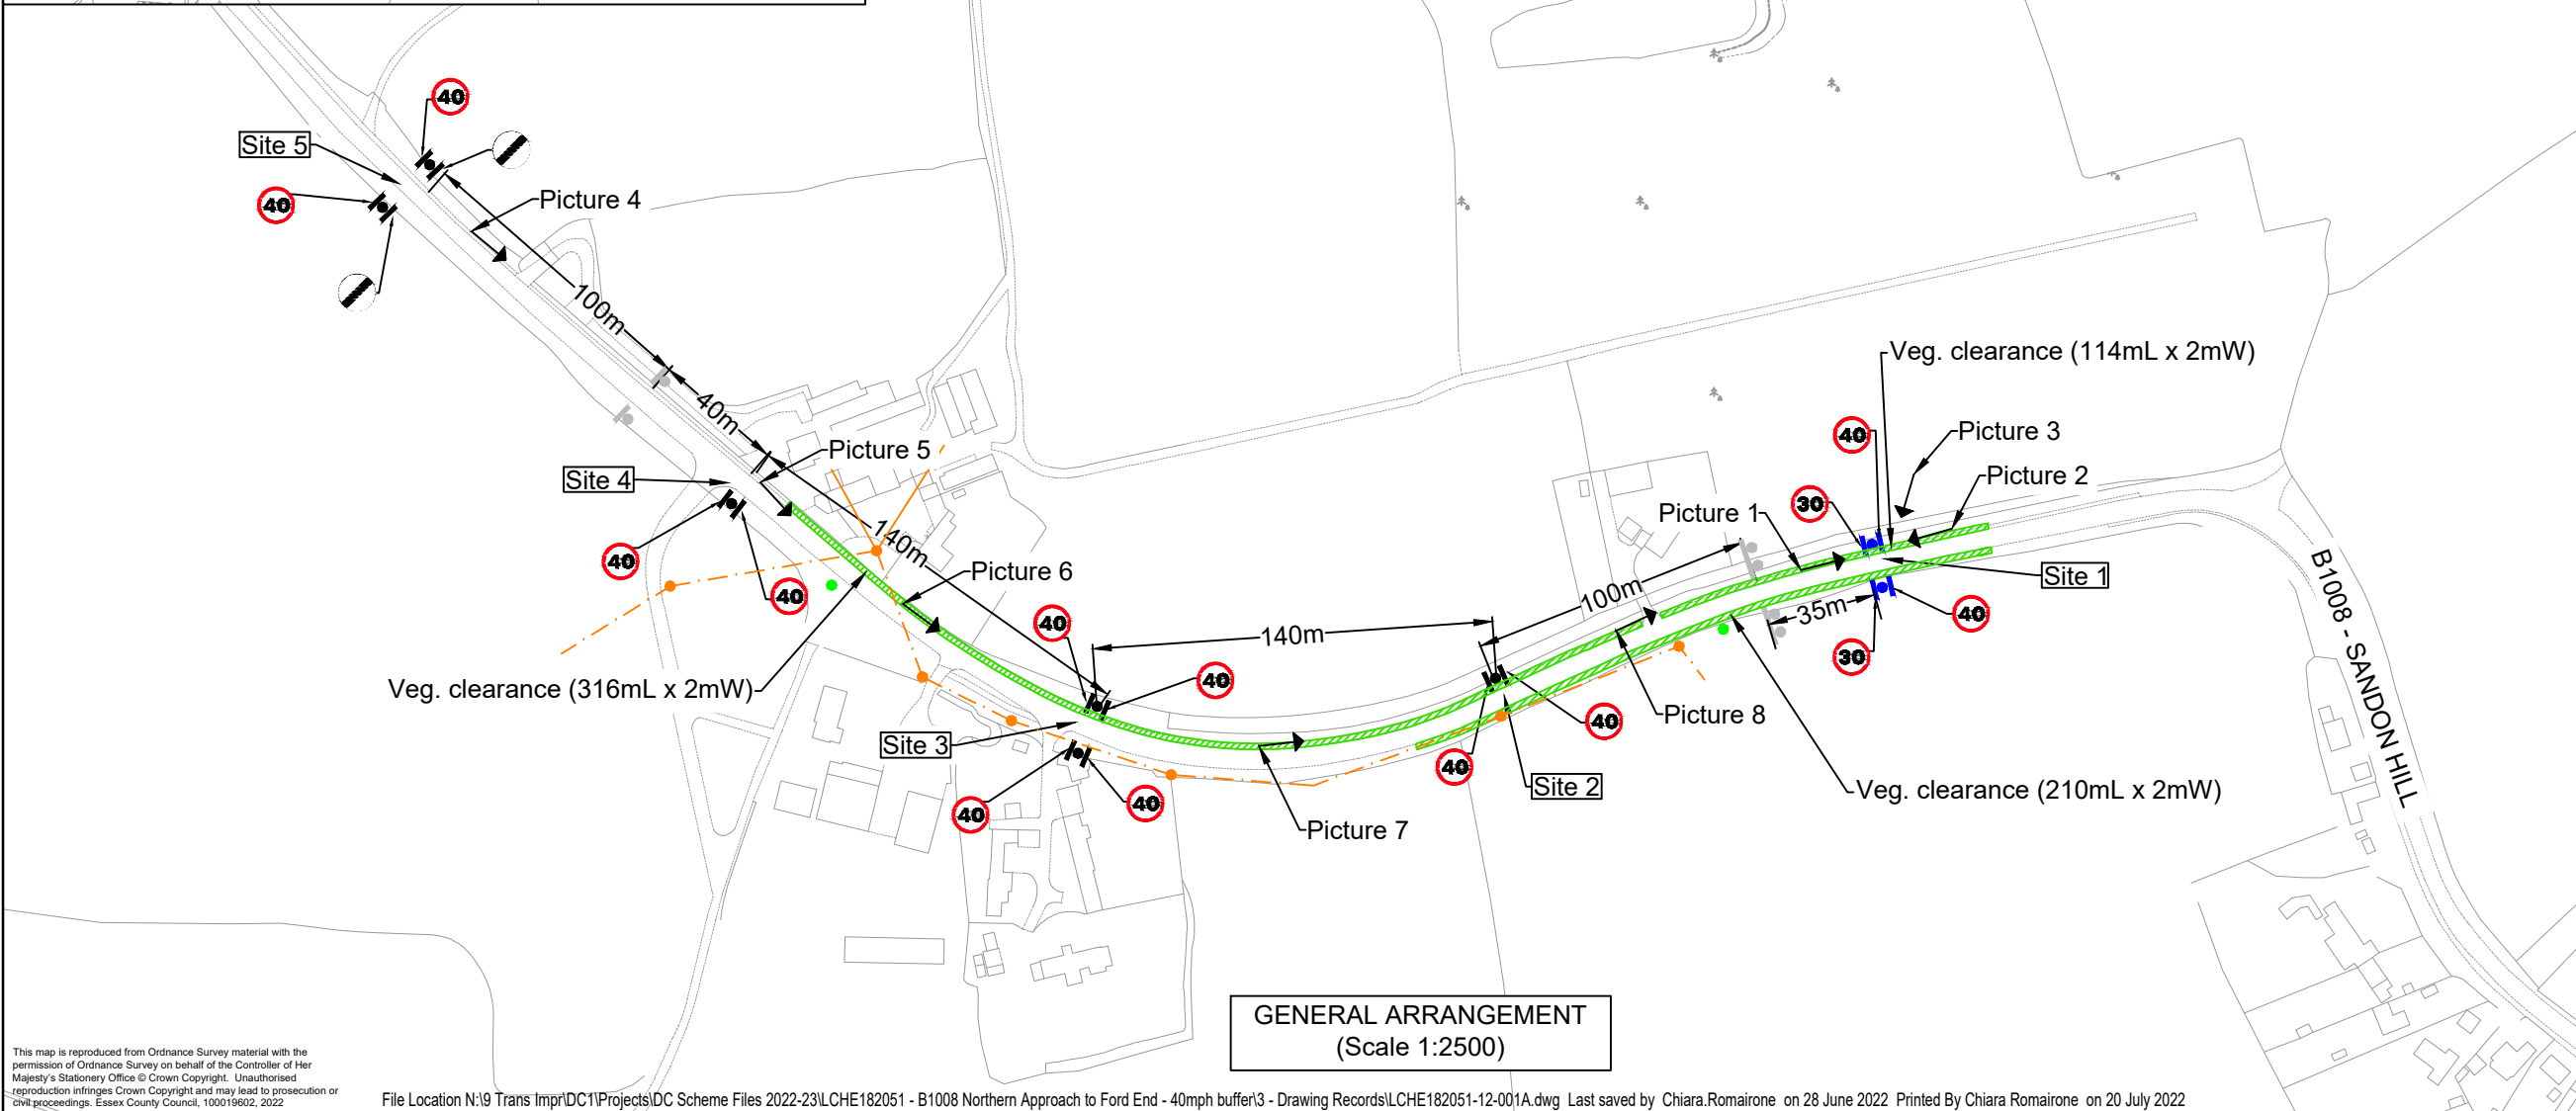 40
Site 5
Picture 4
40
100m
Veg. clearance (114mL x 2mW)
40m
40
Picture 3
Picture 5
Picture 2
Site 4
30
Picture 1
140m
40
Picture 6
Site 1
B1008 - SANDON HILL
100m
40
40
35m
40
140m
30
40
Veg. clearance (316mL x 2mW)
Picture 8
40
Site 3
40
Site 2
Veg. clearance (210mL x 2mW)
40
40
Picture 7
GENERAL ARRANGEMENT
(Scale 1:2500)
This map is reproduced from Ordnance Survey material with the
permission of Ordnance Survey on behalf of the Controller of Her
Majesty's Stationery Office © Crown Copyright. Unauthorised
reproduction infringes Crown Copyright and may lead to prosecution or
civil proceedings. Essex County Council, 100019602, 2022
File Location N:\9 Trans Impr\DC1\Projects\DC Scheme Files 2022-23\LCHE182051 - B1008 Northern Approach to Ford End - 40mph buffer\3 - Drawing Records\LCHE182051-12-001A.dwg Last saved by Chiara.Romairone on 28 June 2022 Printed By Chiara Romairone on 20 July 2022